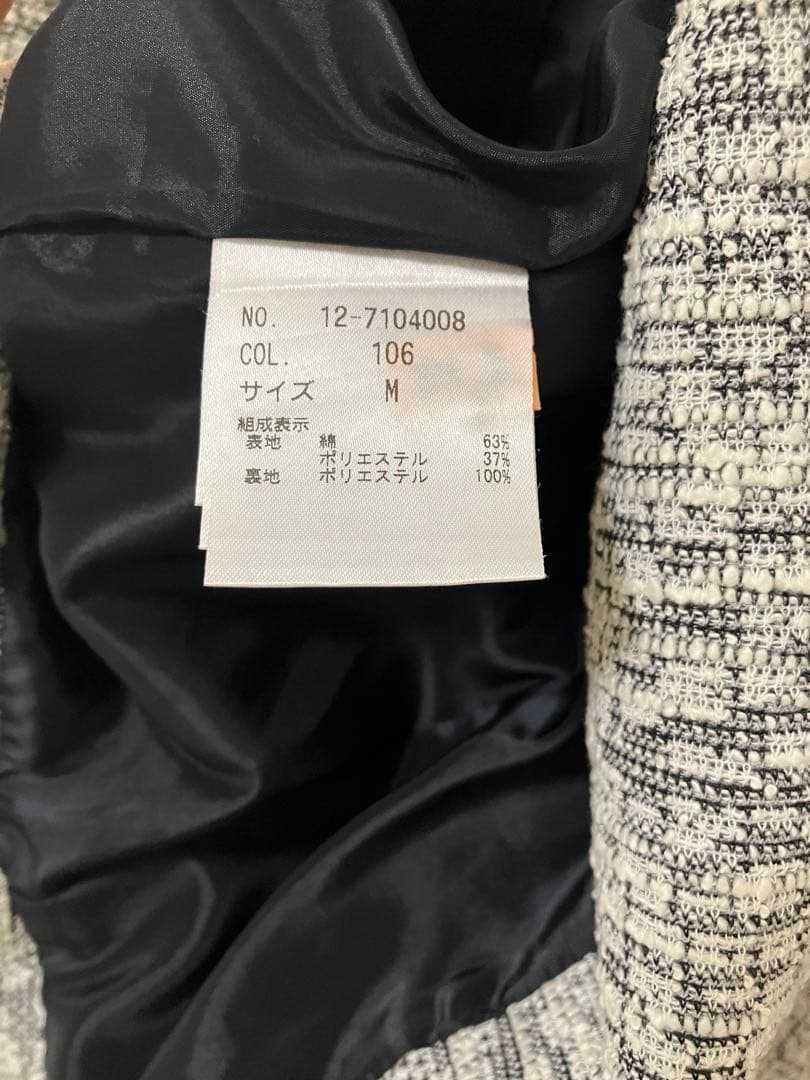 NO. 12-7104008
COL. 106
サイズ M
組成表示
表地 綿 63%
ポリエステル 37%
裏地 ポリエステル 100%